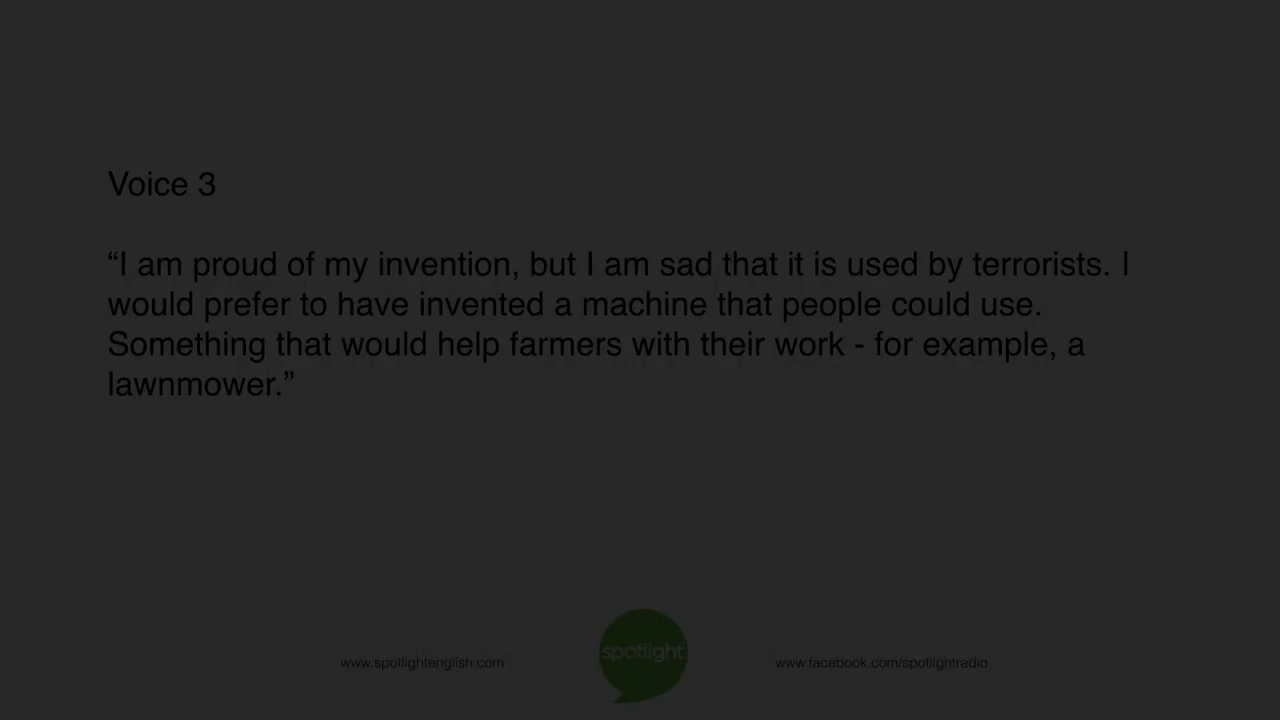 Voice 3
“I am proud of my invention, but I am sad that it is used by terrorists. I
would prefer to have invented a machine that people could use.
Something that would help farmers with their work - for example, a
lawnmower.”
spotlight
www.spotlightenglish.com
www.facebook.com/spotlightradio